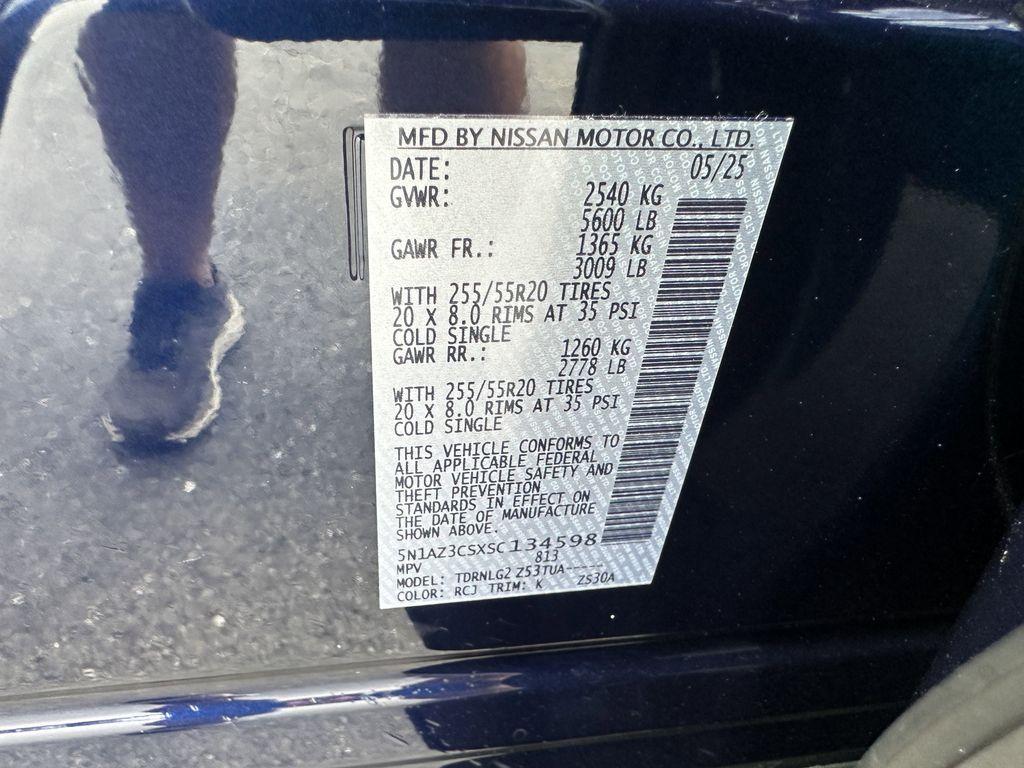 MFD BY NISSAN MOTOR CO., LTD.
DATE: 05/25
GVWR: 2540 KG
5600 LB
GAWR FR.: 1365 KG
3009 LB
WITH 255/55R20 TIRES
20 X 8.0 RIMS AT 35 PSI
COLD SINGLE
GAWR RR.: 1260 KG
2778 LB
WITH 255/55R20 TIRES
20 X 8.0 RIMS AT 35 PSI
COLD SINGLE
THIS VEHICLE CONFORMS TO
ALL APPLICABLE FEDERAL
MOTOR VEHICLE SAFETY AND
THEFT PREVENTION
STANDARDS IN EFFECT ON
THE DATE OF MANUFACTURE
SHOWN ABOVE.
5N1AZ3CSXSC134598
MPV 813
MODEL: TDRNLG2 Z53TUA-----
COLOR: RCJ TRIM: K ZS30A